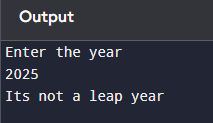 Output
Enter the year
2025
Its not a leap year